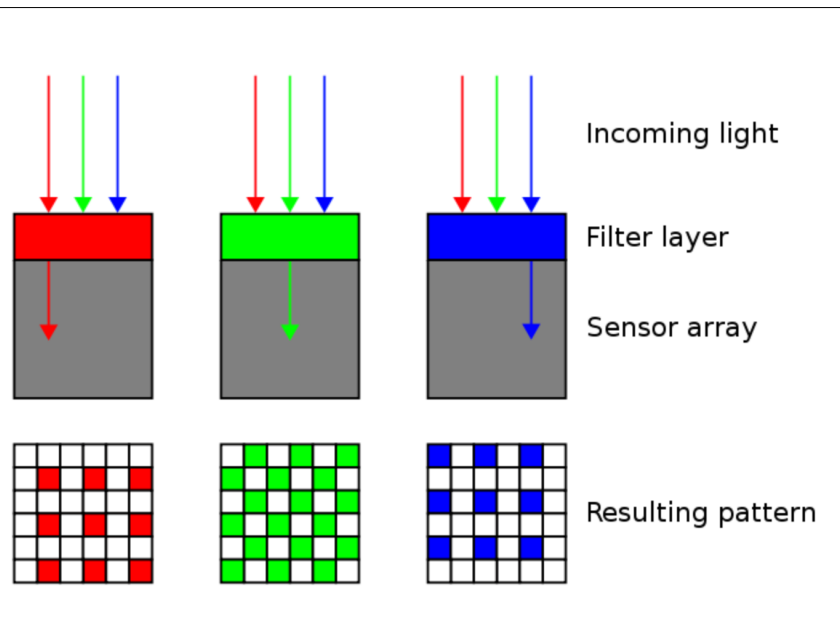 Incoming light
Filter layer
Sensor array
Resulting pattern